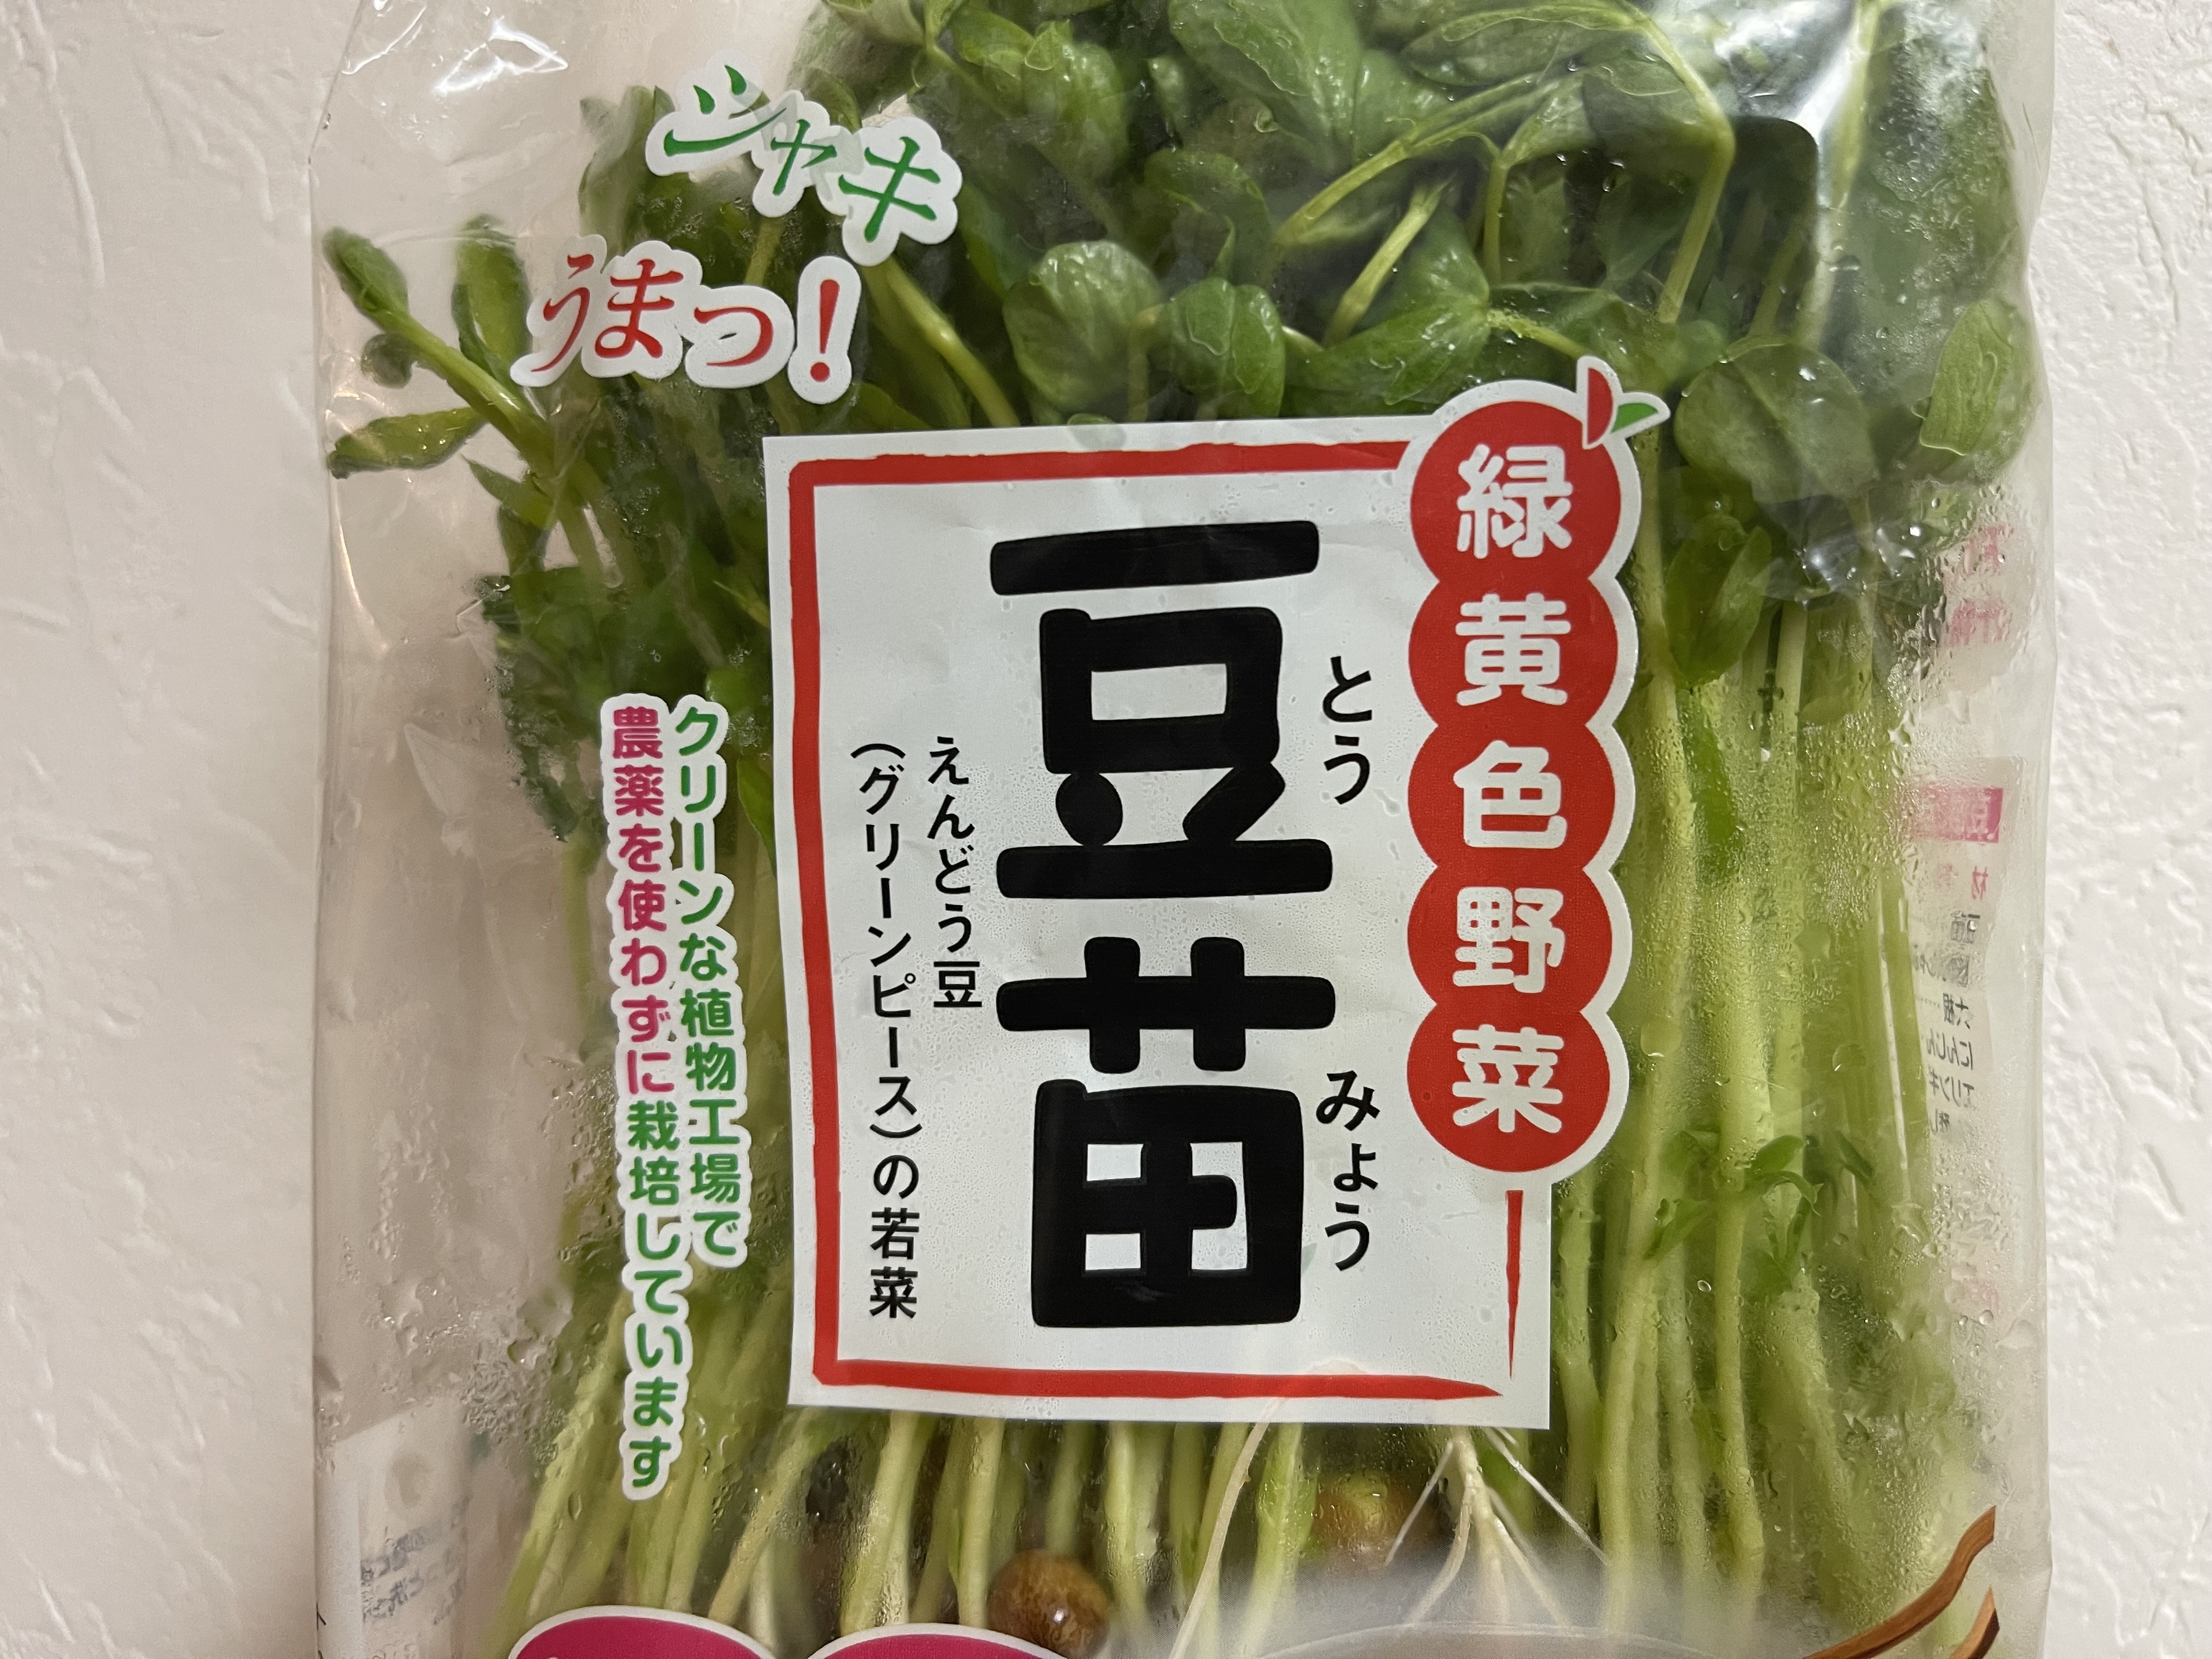 シャキ
うまっ!
緑黄色野菜
とうみょう
豆苗
えんどう豆
(グリーンピース)の若菜
クリーンな植物工場で
農薬を使わずに栽培しています